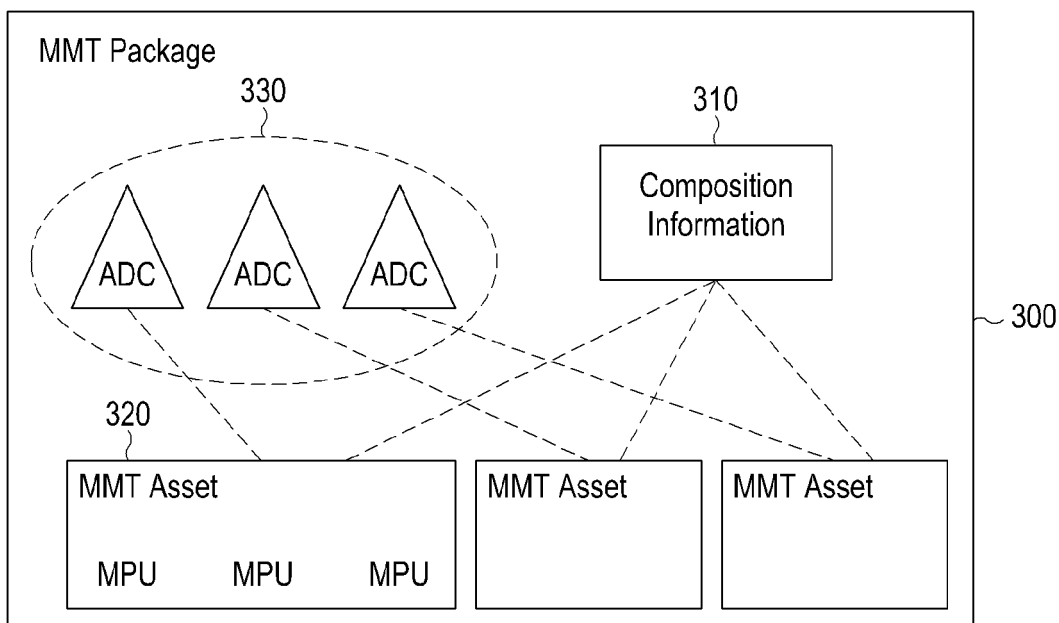 MMT Package
330
310
Composition
Information
ADC
ADC
ADC
300
320
MMT Asset
MMT Asset
MMT Asset
MPU
MPU
MPU